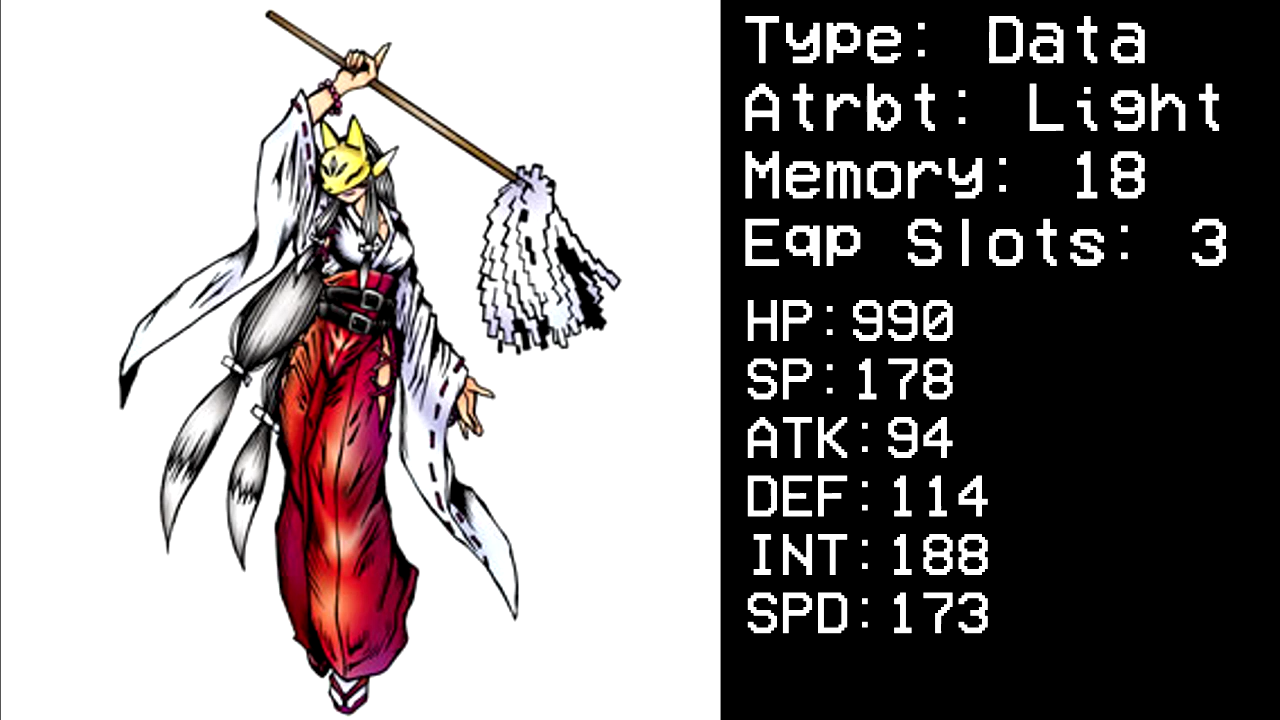 Type: Data
Atrbt: Light
Memory: 18
Eqp Slots: 3
HP:990
SP:178
ATK:94
DEF:114
INT:188
SPD:173